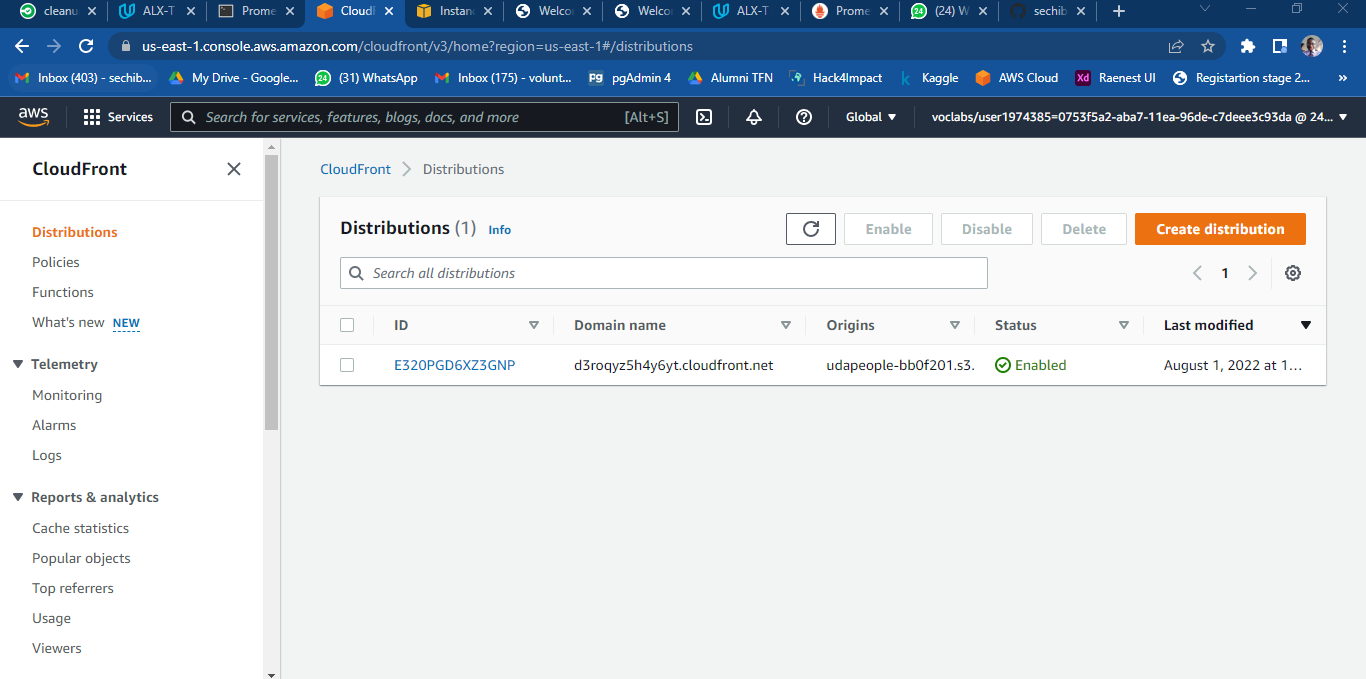 cleanu
ALX-T
Prome
CloudF
Instanc
Welco
Welco
ALX-T
Prome
(24) W
sechib
us-east-1.console.aws.amazon.com/cloudfront/v3/home?region=us-east-1#/distributions
Inbox (403) - sechib...
My Drive - Google...
24
(31) WhatsApp
Inbox (175) - volunt...
pg
pgAdmin 4
Alumni TFN
Hack4Impact
k
Kaggle
AWS Cloud
Xd
Raenest UI
Registartion stage 2...
»
aws
Services
Search for services, features, blogs, docs, and more
[Alt+S]
Global
voclabs/user1974385=0753f5a2-aba7-11ea-96de-c7deee3c93da @ 24...
CloudFront
Distributions
Policies
Functions
What's new NEW
Telemetry
Monitoring
Alarms
Logs
Reports & analytics
Cache statistics
Popular objects
Top referrers
Usage
Viewers
CloudFront
Distributions
Distributions (1) Info
Enable
Disable
Delete
Create distribution
Search all distributions
1
ID
Domain name
Origins
Status
Last modified
E320PGD6XZ3GNP
d3roqyz5h4y6yt.cloudfront.net
udapeople-bb0f201.s3.
Enabled
August 1, 2022 at 1...